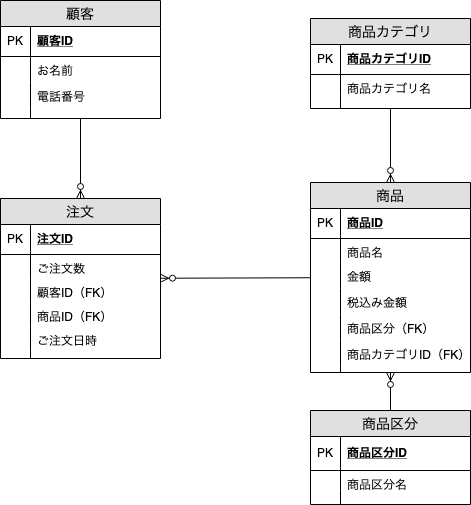 顧客
PK 顧客ID
お名前
電話番号
商品カテゴリ
PK 商品カテゴリID
商品カテゴリ名
注文
PK 注文ID
ご注文数
顧客ID（FK）
商品ID（FK）
ご注文日時
商品
PK 商品ID
商品名
金額
税込み金額
商品区分（FK）
商品カテゴリID（FK）
商品区分
PK 商品区分ID
商品区分名